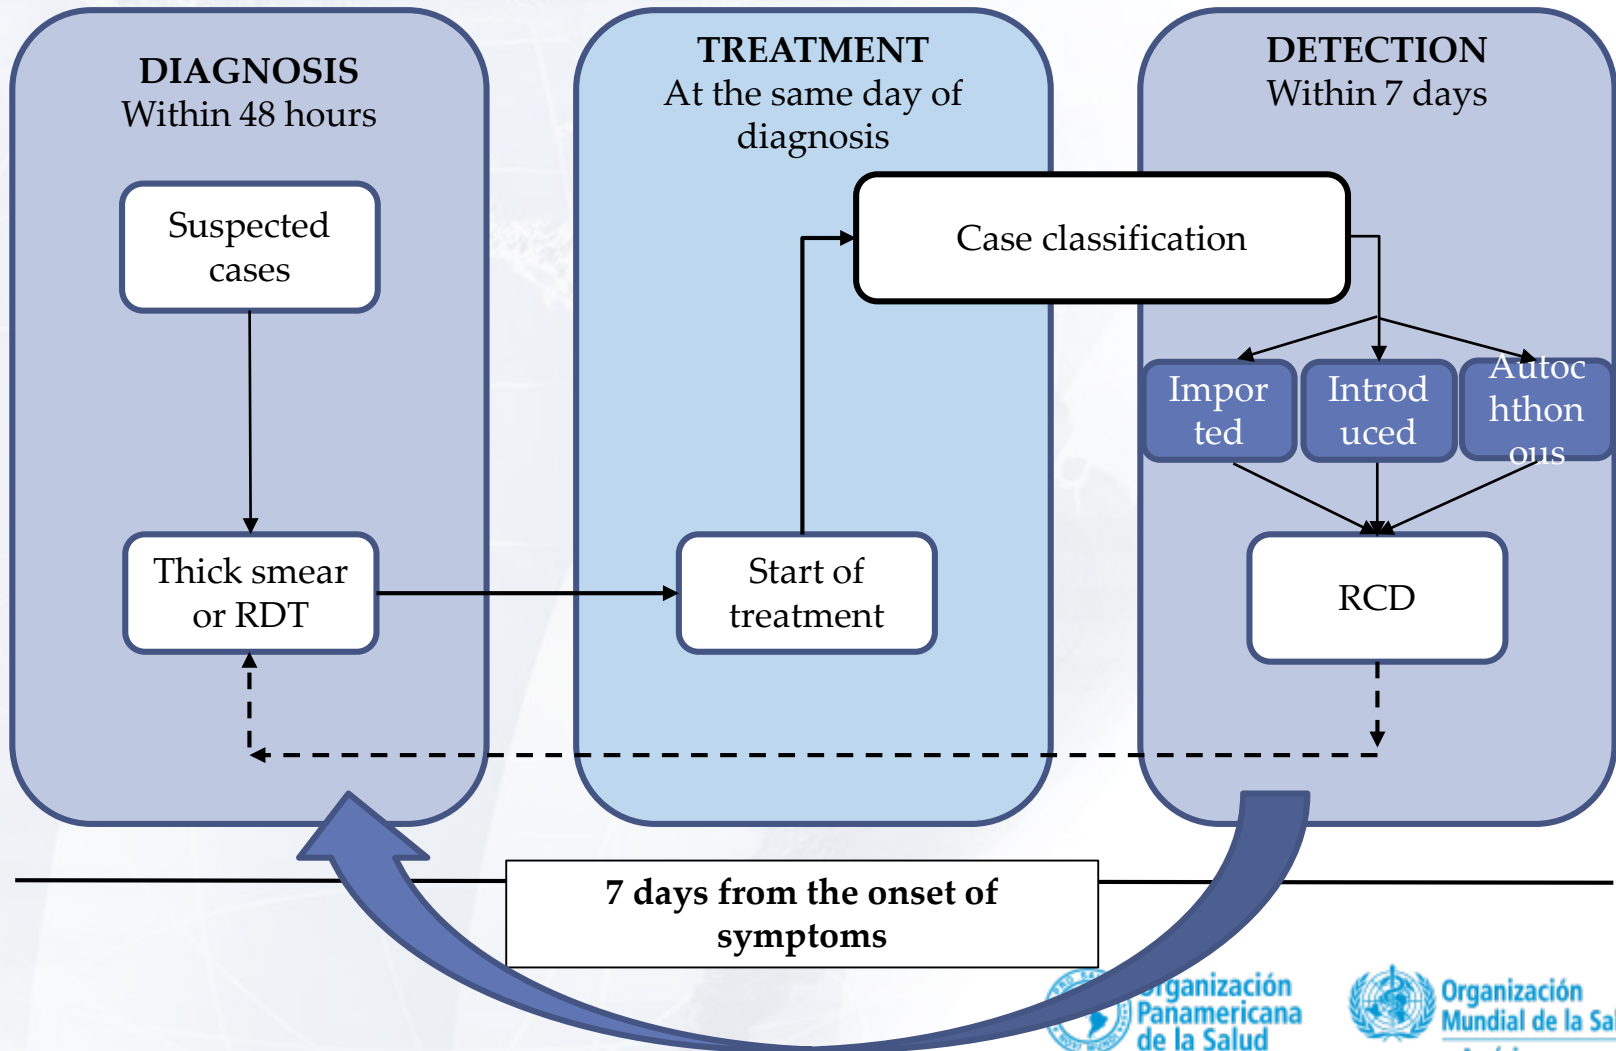 DIAGNOSIS
Within 48 hours
Suspected
cases
Thick smear
or RDT
TREATMENT
At the same day of
diagnosis
Case classification
Start of
treatment
DETECTION
Within 7 days
Impor
ted
Introd
uced
Autoc
hthon
ous
RCD
7 days from the onset of
symptoms
Organización
Panamericana
de la Salud
Organización
Mundial de la Sal